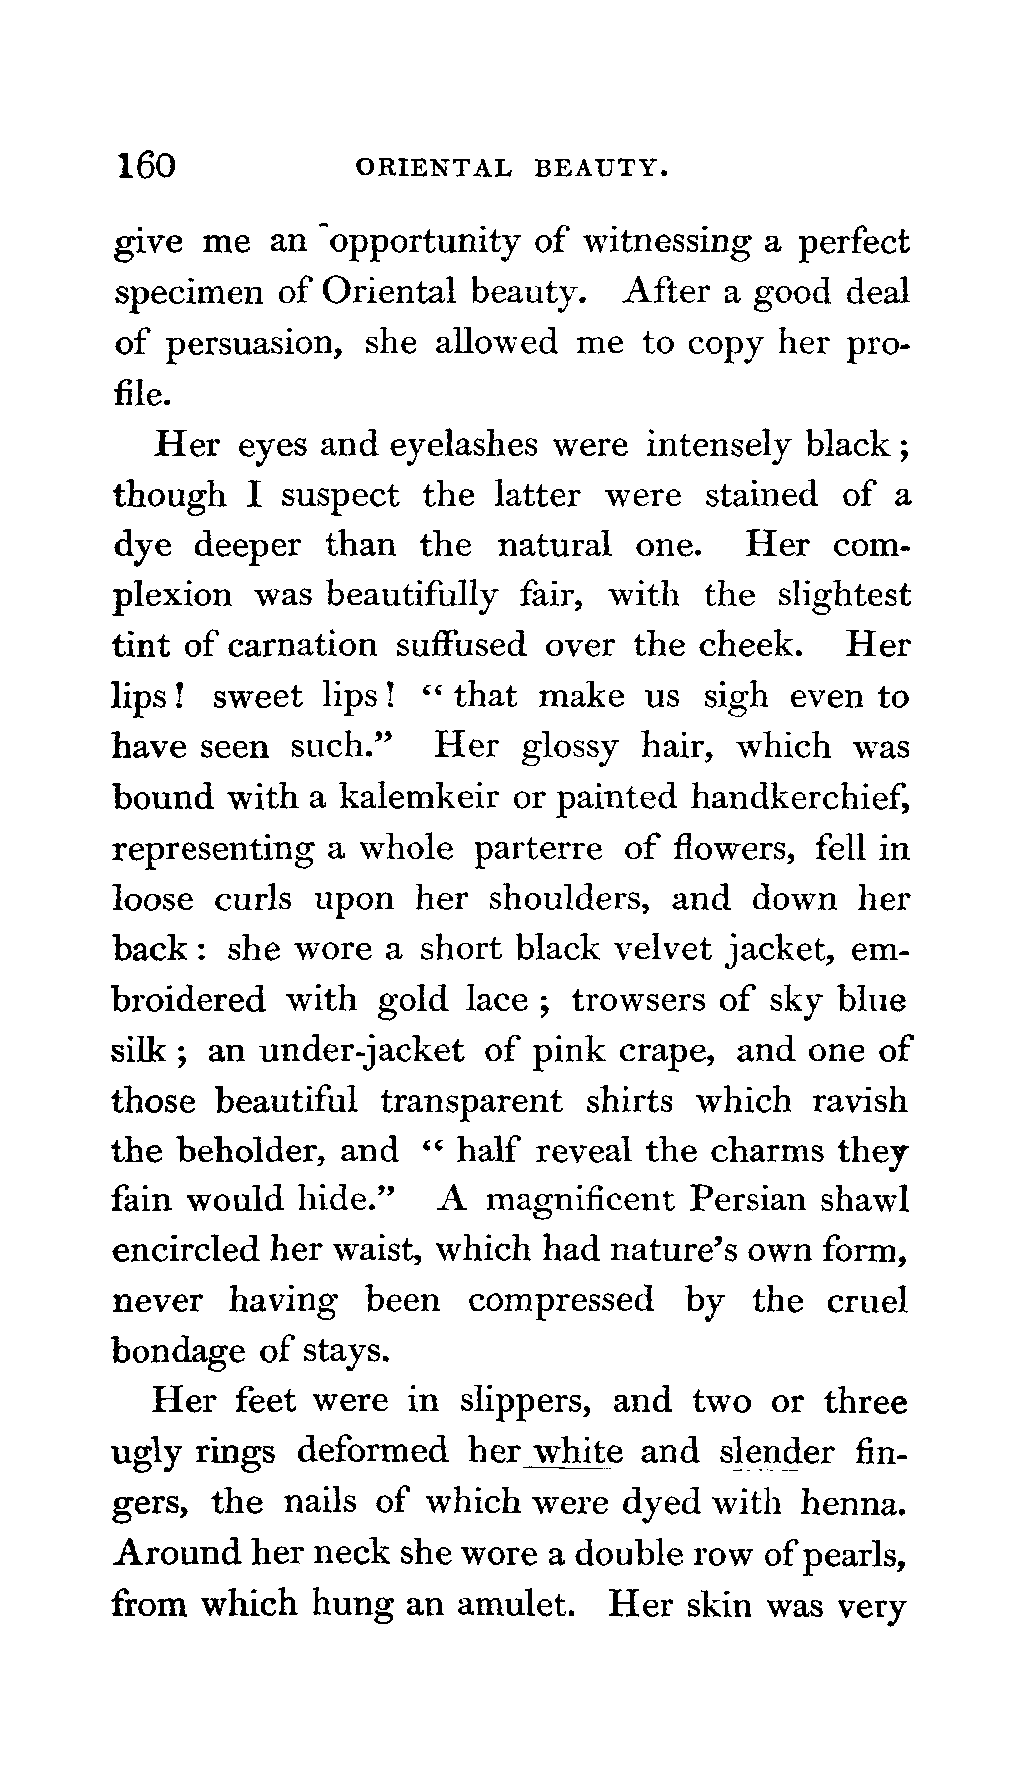 160 ORIENTAL BEAUTY.
give me an opportunity of witnessing a perfect
specimen of Oriental beauty. After a good deal
of persuasion, she allowed me to copy her pro-
file.
Her eyes and eyelashes were intensely black ;
though I suspect the latter were stained of a
dye deeper than the natural one. Her com-
plexion was beautifully fair, with the slightest
tint of carnation suffused over the cheek. Her
lips ! sweet lips ! “ that make us sigh even to
have seen such.” Her glossy hair, which was
bound with a kalemkeir or painted handkerchief,
representing a whole parterre of flowers, fell in
loose curls upon her shoulders, and down her
back : she wore a short black velvet jacket, em-
broidered with gold lace ; trowsers of sky blue
silk ; an under-jacket of pink crape, and one of
those beautiful transparent shirts which ravish
the beholder, and “ half reveal the charms they
fain would hide.” A magnificent Persian shawl
encircled her waist, which had nature’s own form,
never having been compressed by the cruel
bondage of stays.
Her feet were in slippers, and two or three
ugly rings deformed her white and slender fin-
gers, the nails of which were dyed with henna.
Around her neck she wore a double row of pearls,
from which hung an amulet. Her skin was very